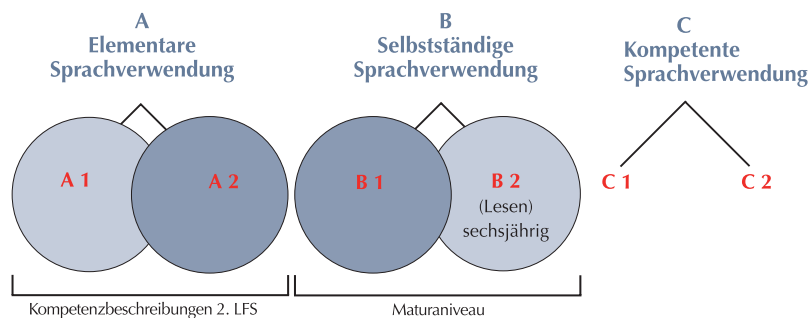 A
Elementare
Sprachverwendung
B
Selbstständige
Sprachverwendung
C
Kompetente
Sprachverwendung
A 1
A 2
B 1
B 2
(Lesen)
sechsjährig
C 1
C 2
Kompetenzbeschreibungen 2. LFS
Maturaniveau